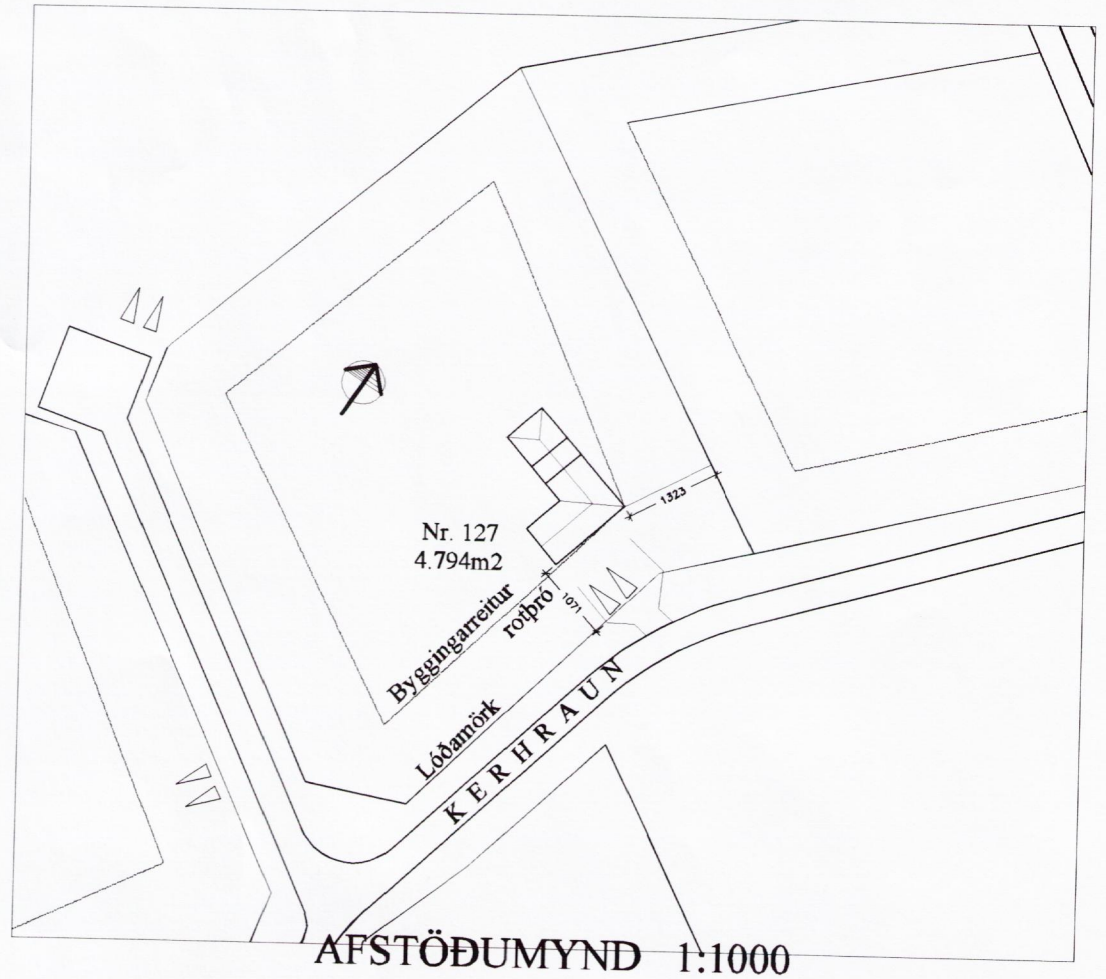 1323
Nr. 127
4.794m2
1071
rotþró
Byggingarreitur
Lóðamörk
KERHRAUN
AFSTÖÐUMYND 1:1000